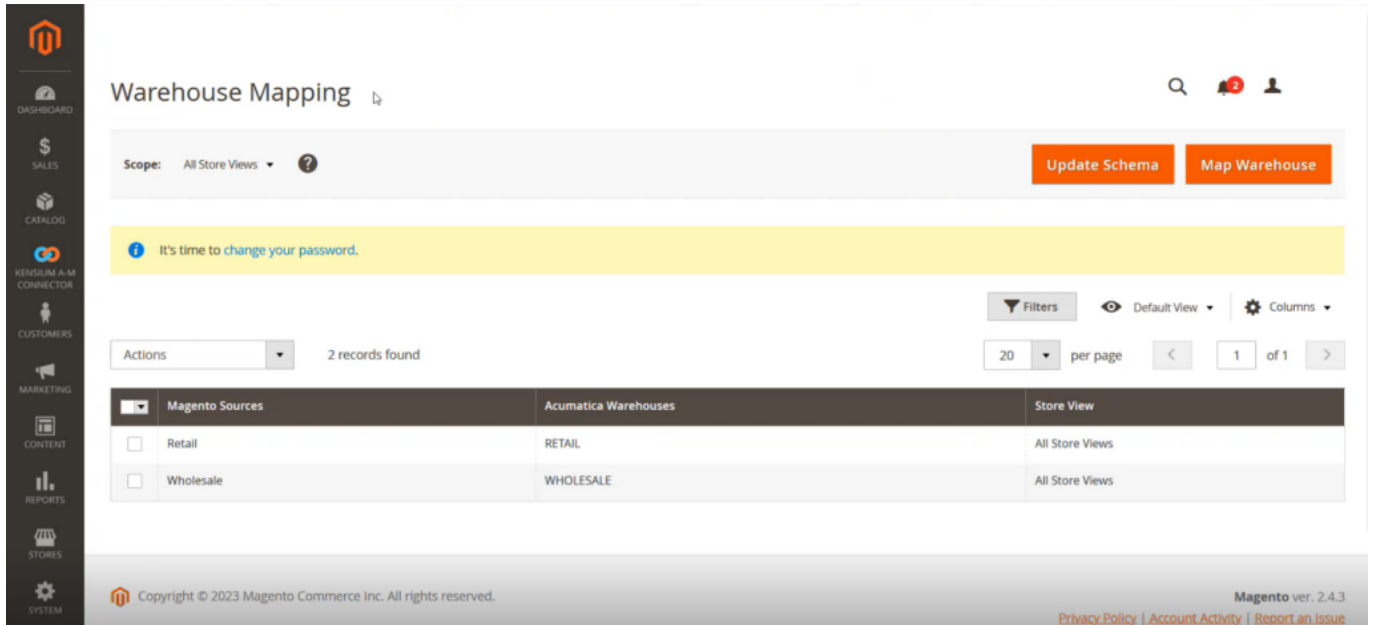 DASHBOARD
SALES
CATALOG
KENSIUM A-M
CONNECTOR
CUSTOMERS
MARKETING
CONTENT
REPORTS
STORES
SYSTEM
Warehouse Mapping
2
Scope: All Store Views ?
Update Schema Map Warehouse
i It's time to change your password.
Filters Default View Columns
Actions 2 records found 20 per page < 1 of 1 >
Magento Sources Acumatica Warehouses Store View
Retail RETAIL All Store Views
Wholesale WHOLESALE All Store Views
Copyright © 2023 Magento Commerce Inc. All rights reserved. Magento ver. 2.4.3
Privacy Policy | Account Activity | Report an Issue